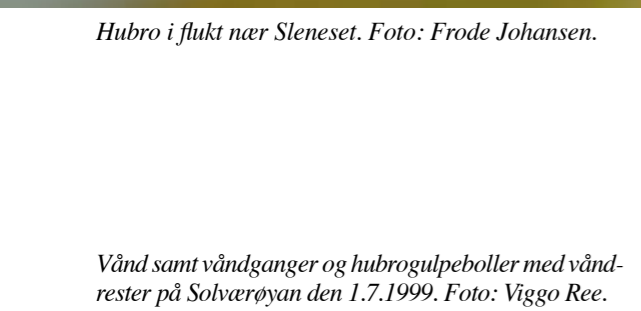 Hubro i flukt nær Sleneset. Foto: Frode Johansen.
Vånd samt våndganger og hubrogulpeboller med vånd-
rester på Solværøyan den 1.7.1999. Foto: Viggo Ree.